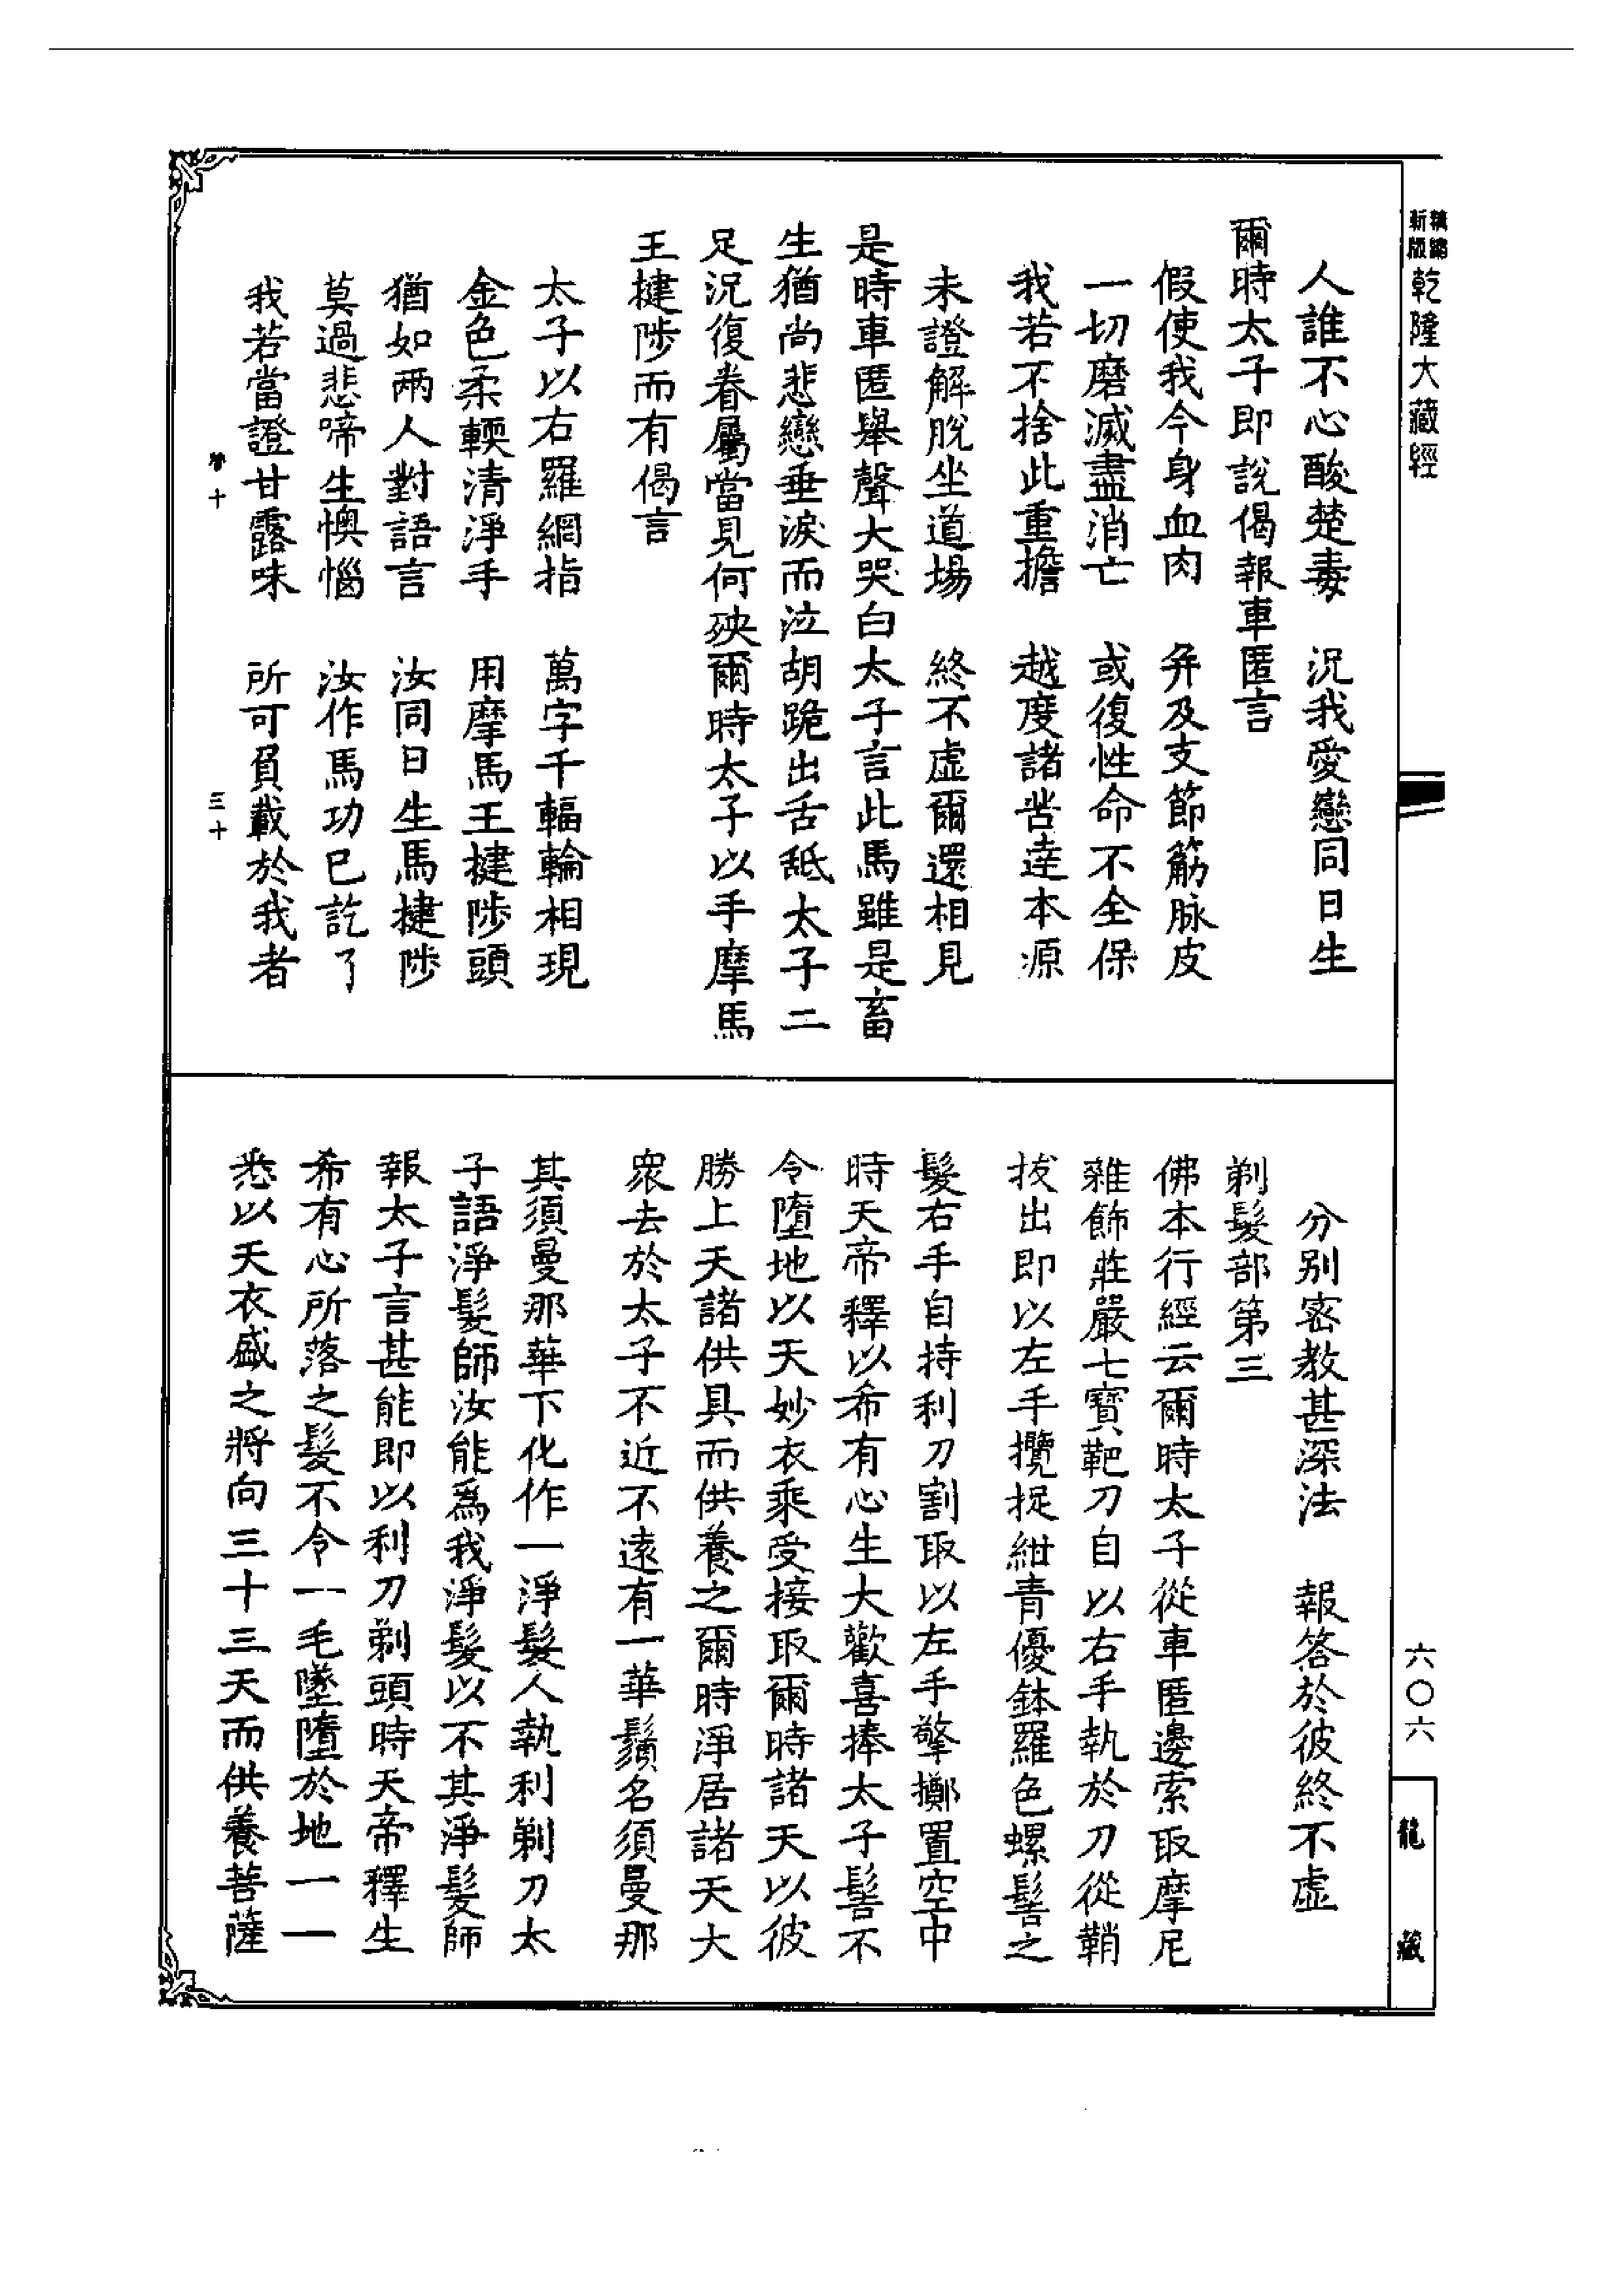 新版
精縮
乾隆大藏經
人誰不心酸楚毒　況我愛戀同日生
爾時太子即說偈報車匿言
假使我今身血肉　并及支節筋脉皮
一切磨滅盡消亡　或復性命不全保
我若不捨此重擔　越度諸苦達本源
未證解脫坐道場　終不虛爾還相見
是時車匿舉聲大哭白太子言此馬雖是畜
生猶尚悲戀垂淚而泣胡跪出舌舐太子二
足況復眷屬當見何殃爾時太子以手摩馬
王揵陟而有偈言
太子以右羅網指　萬字千輻輪相現
金色柔輭清淨手　用摩馬王揵陟頭
猶如兩人對語言　汝同日生馬揵陟
莫過悲啼生懊惱　汝作馬功已訖了
我若當證甘露味　所可負載於我者
卷十
三十
分别密教甚深法　報答於彼終不虛
剃髮部第三
佛本行經云爾時太子從車匿邊索取摩尼
雜飾莊嚴七寶靶刀自以右手執於刀從鞘
拔出即以左手攬捉紺青優鉢羅色螺髻之
髮右手自持利刀割取以左手擎擲置空中
時天帝釋以希有心生大歡喜捧太子髻不
令墮地以天妙衣乘受接取爾時諸天以彼
勝上天諸供具而供養之爾時淨居諸天大
衆去於太子不近不遠有一華鬚名須曼那
其須曼那華下化作一淨髮人執利剃刀太
子語淨髮師汝能爲我淨髮以不其淨髮師
報太子言甚能即以利刀剃頭時天帝釋生
希有心所落之髮不令一毛墜墮於地一一
悉以天衣盛之將向三十三天而供養菩薩
六〇六
龍藏